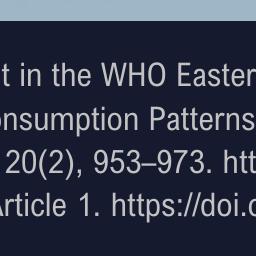 t in the WHO Easter
onsumption Patterns
20(2), 953–973. htt
Article 1. https://doi.o